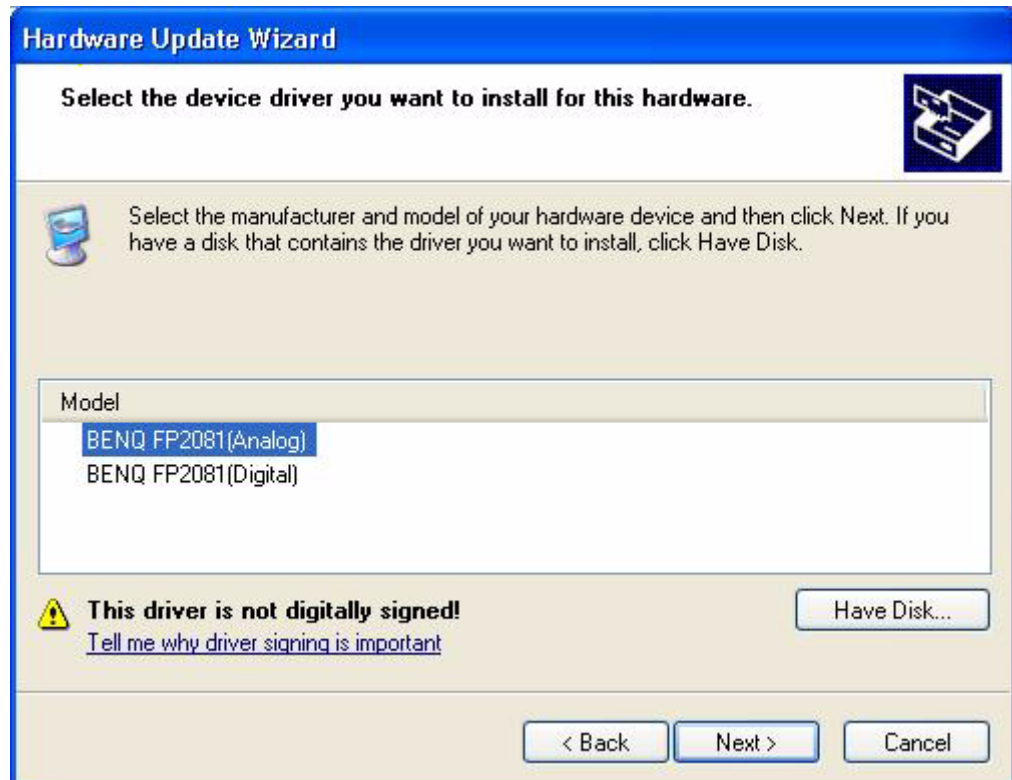 Hardware Update Wizard
Select the device driver you want to install for this hardware.
Select the manufacturer and model of your hardware device and then click Next. If you
have a disk that contains the driver you want to install, click Have Disk.
Model
BENQ FP2081(Analog)
BENQ FP2081(Digital)
This driver is not digitally signed!
Have Disk...
Tell me why driver signing is important
< Back
Next >
Cancel